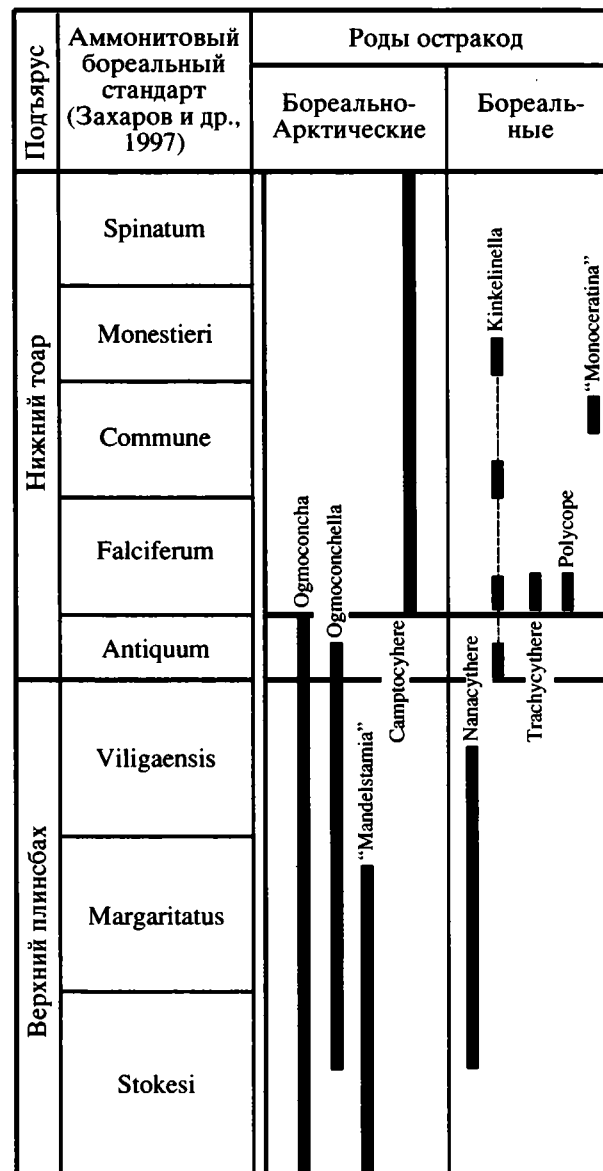 Подъярус
Аммонитовый
бореальный
стандарт
(Захаров и др.,
1997)
Роды остракод
Бореально-
Арктические
Бореаль-
ные
Нижний тоар
Spinatum
Monestieri
Commune
Falciferum
Antiquum
Верхний плинсбах
Viligaensis
Margaritatus
Stokesi
Ogmoconcha
Ogmoconchella
"Mandelstamia"
Camptocyhere
Nanacythere
Kinkelinella
Trachycythere
Polycope
"Monoceratina"